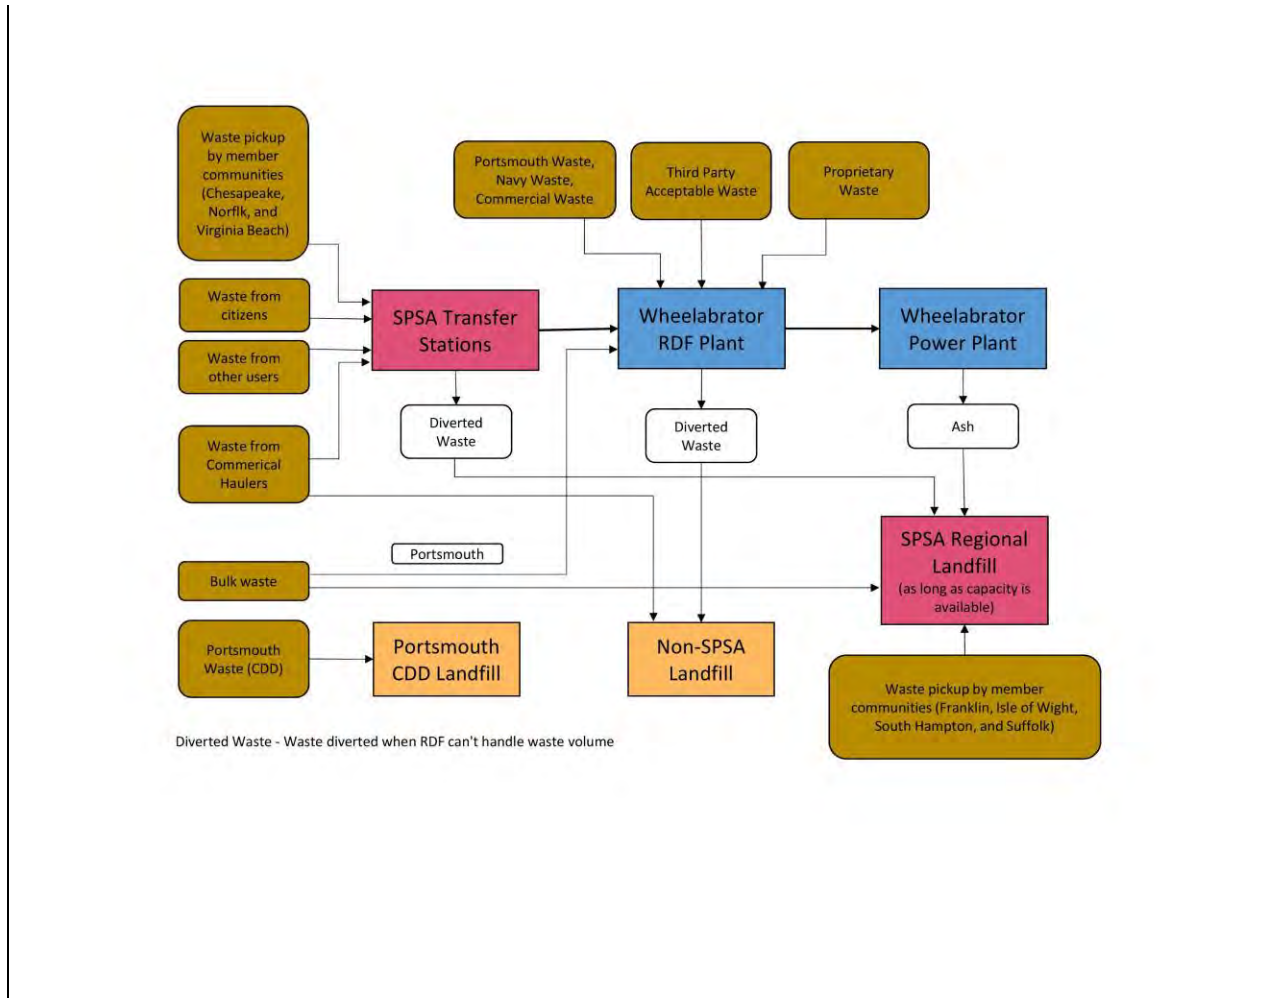 Waste pickup
by member
communities
(Chesapeake,
Norflk, and
Virginia Beach)
Portsmouth Waste,
Navy Waste,
Commercial Waste
Third Party
Acceptable Waste
Proprietary
Waste
Waste from
citizens
Waste from
other users
SPSA Transfer
Stations
Wheelabrator
RDF Plant
Wheelabrator
Power Plant
Diverted
Waste
Diverted
Waste
Ash
Waste from
Commerical
Haulers
Portsmouth
Bulk waste
SPSA Regional
Landfill
(as long as capacity is
available)
Portsmouth
Waste (CDD)
Portsmouth
CDD Landfill
Non-SPSA
Landfill
Waste pickup by member
communities (Franklin, Isle of Wight,
South Hampton, and Suffolk)
Diverted Waste - Waste diverted when RDF can't handle waste volume